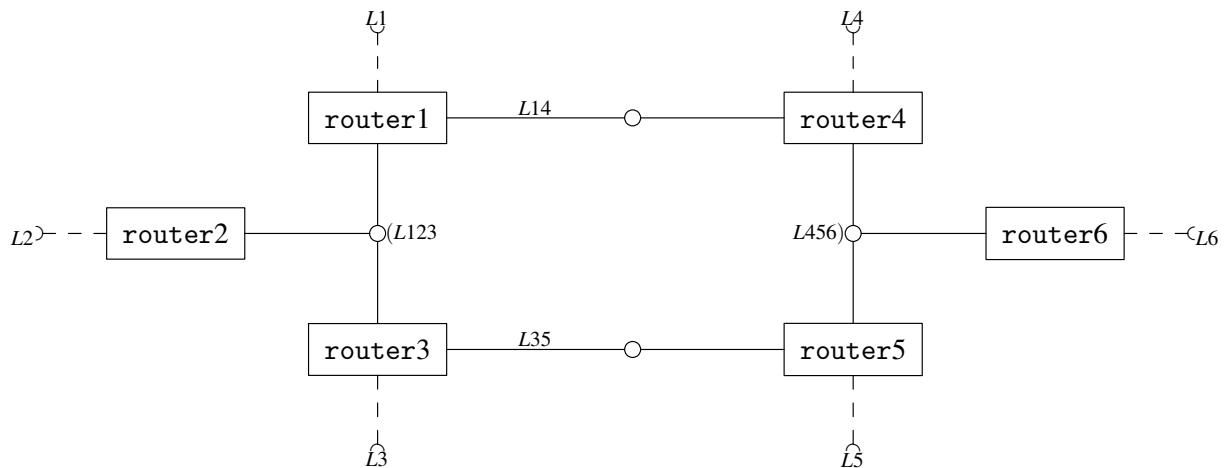 L1 L4
router1 L14 router4
L2 router2 L123 L456 router6 L6
router3 L35 router5
L3 L5